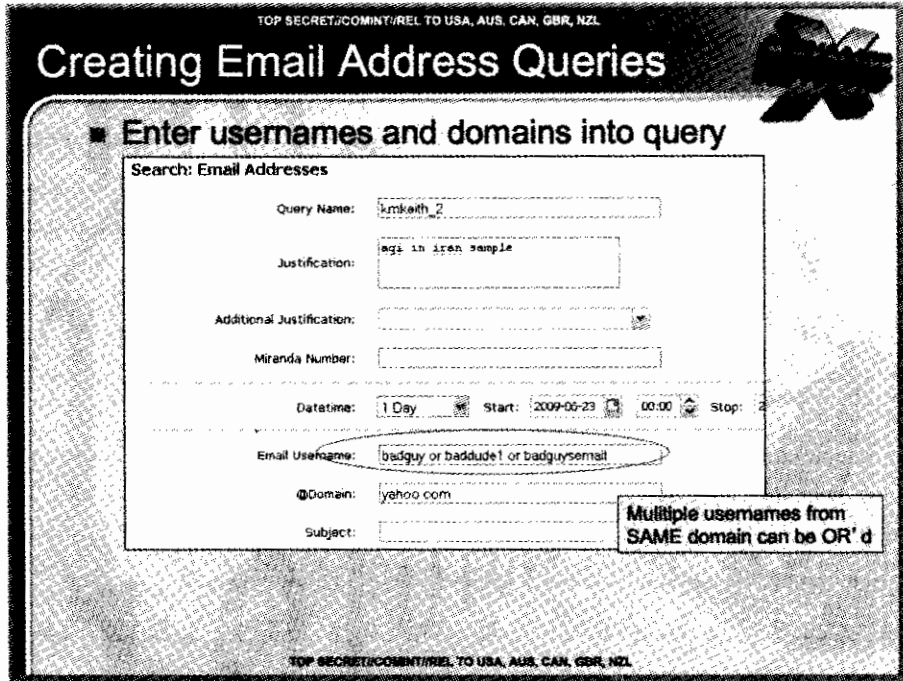 TOP SECRET//COMINT//REL TO USA, AUS, CAN, GBR, NZL
Creating Email Address Queries
■ Enter usernames and domains into query
Search: Email Addresses
Query Name: kmkeith_2
Justification: aqi in iran sample
Additional Justification:
Miranda Number:
Datetime: 1 Day Start: 2009-06-23 00:00 Stop: 2
Email Username: badguy or baddude1 or badguysemail
@Domain: yahoo.com
Subject:
Mulitiple usernames from
SAME domain can be OR'd
TOP SECRET//COMINT//REL TO USA, AUS, CAN, GBR, NZL